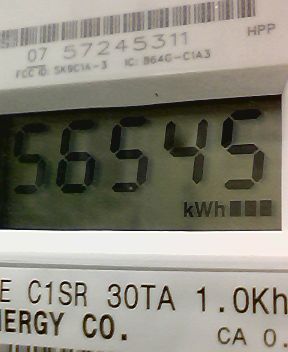 HPP
07 57245311
FCC ID: SK9C1A-3 IC: 864G-C1A3
56545
kWh
E C1SR 30TA 1.0Kh
NERGY CO.
CA 0.